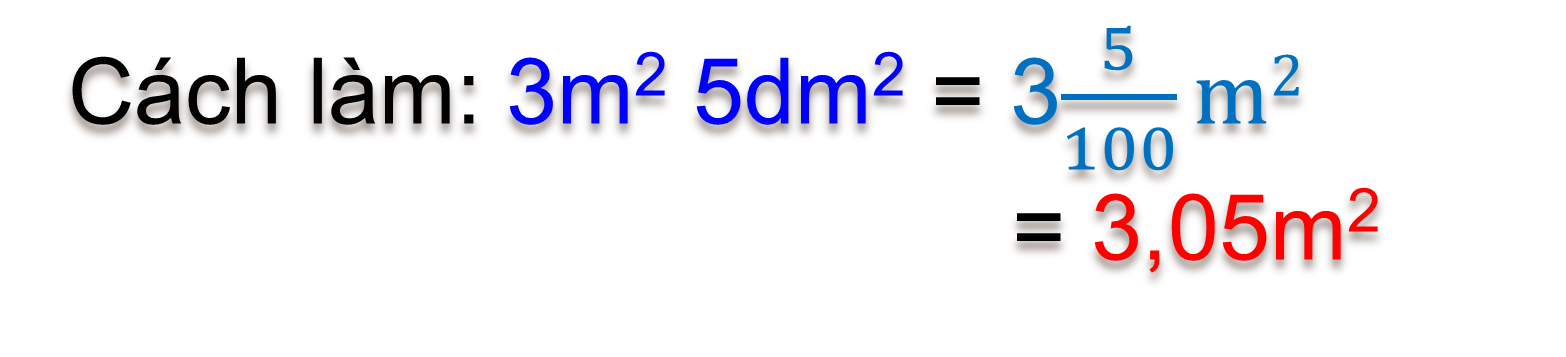 Cách làm: 3m² 5dm² = 3 5/100 m²
= 3,05m²